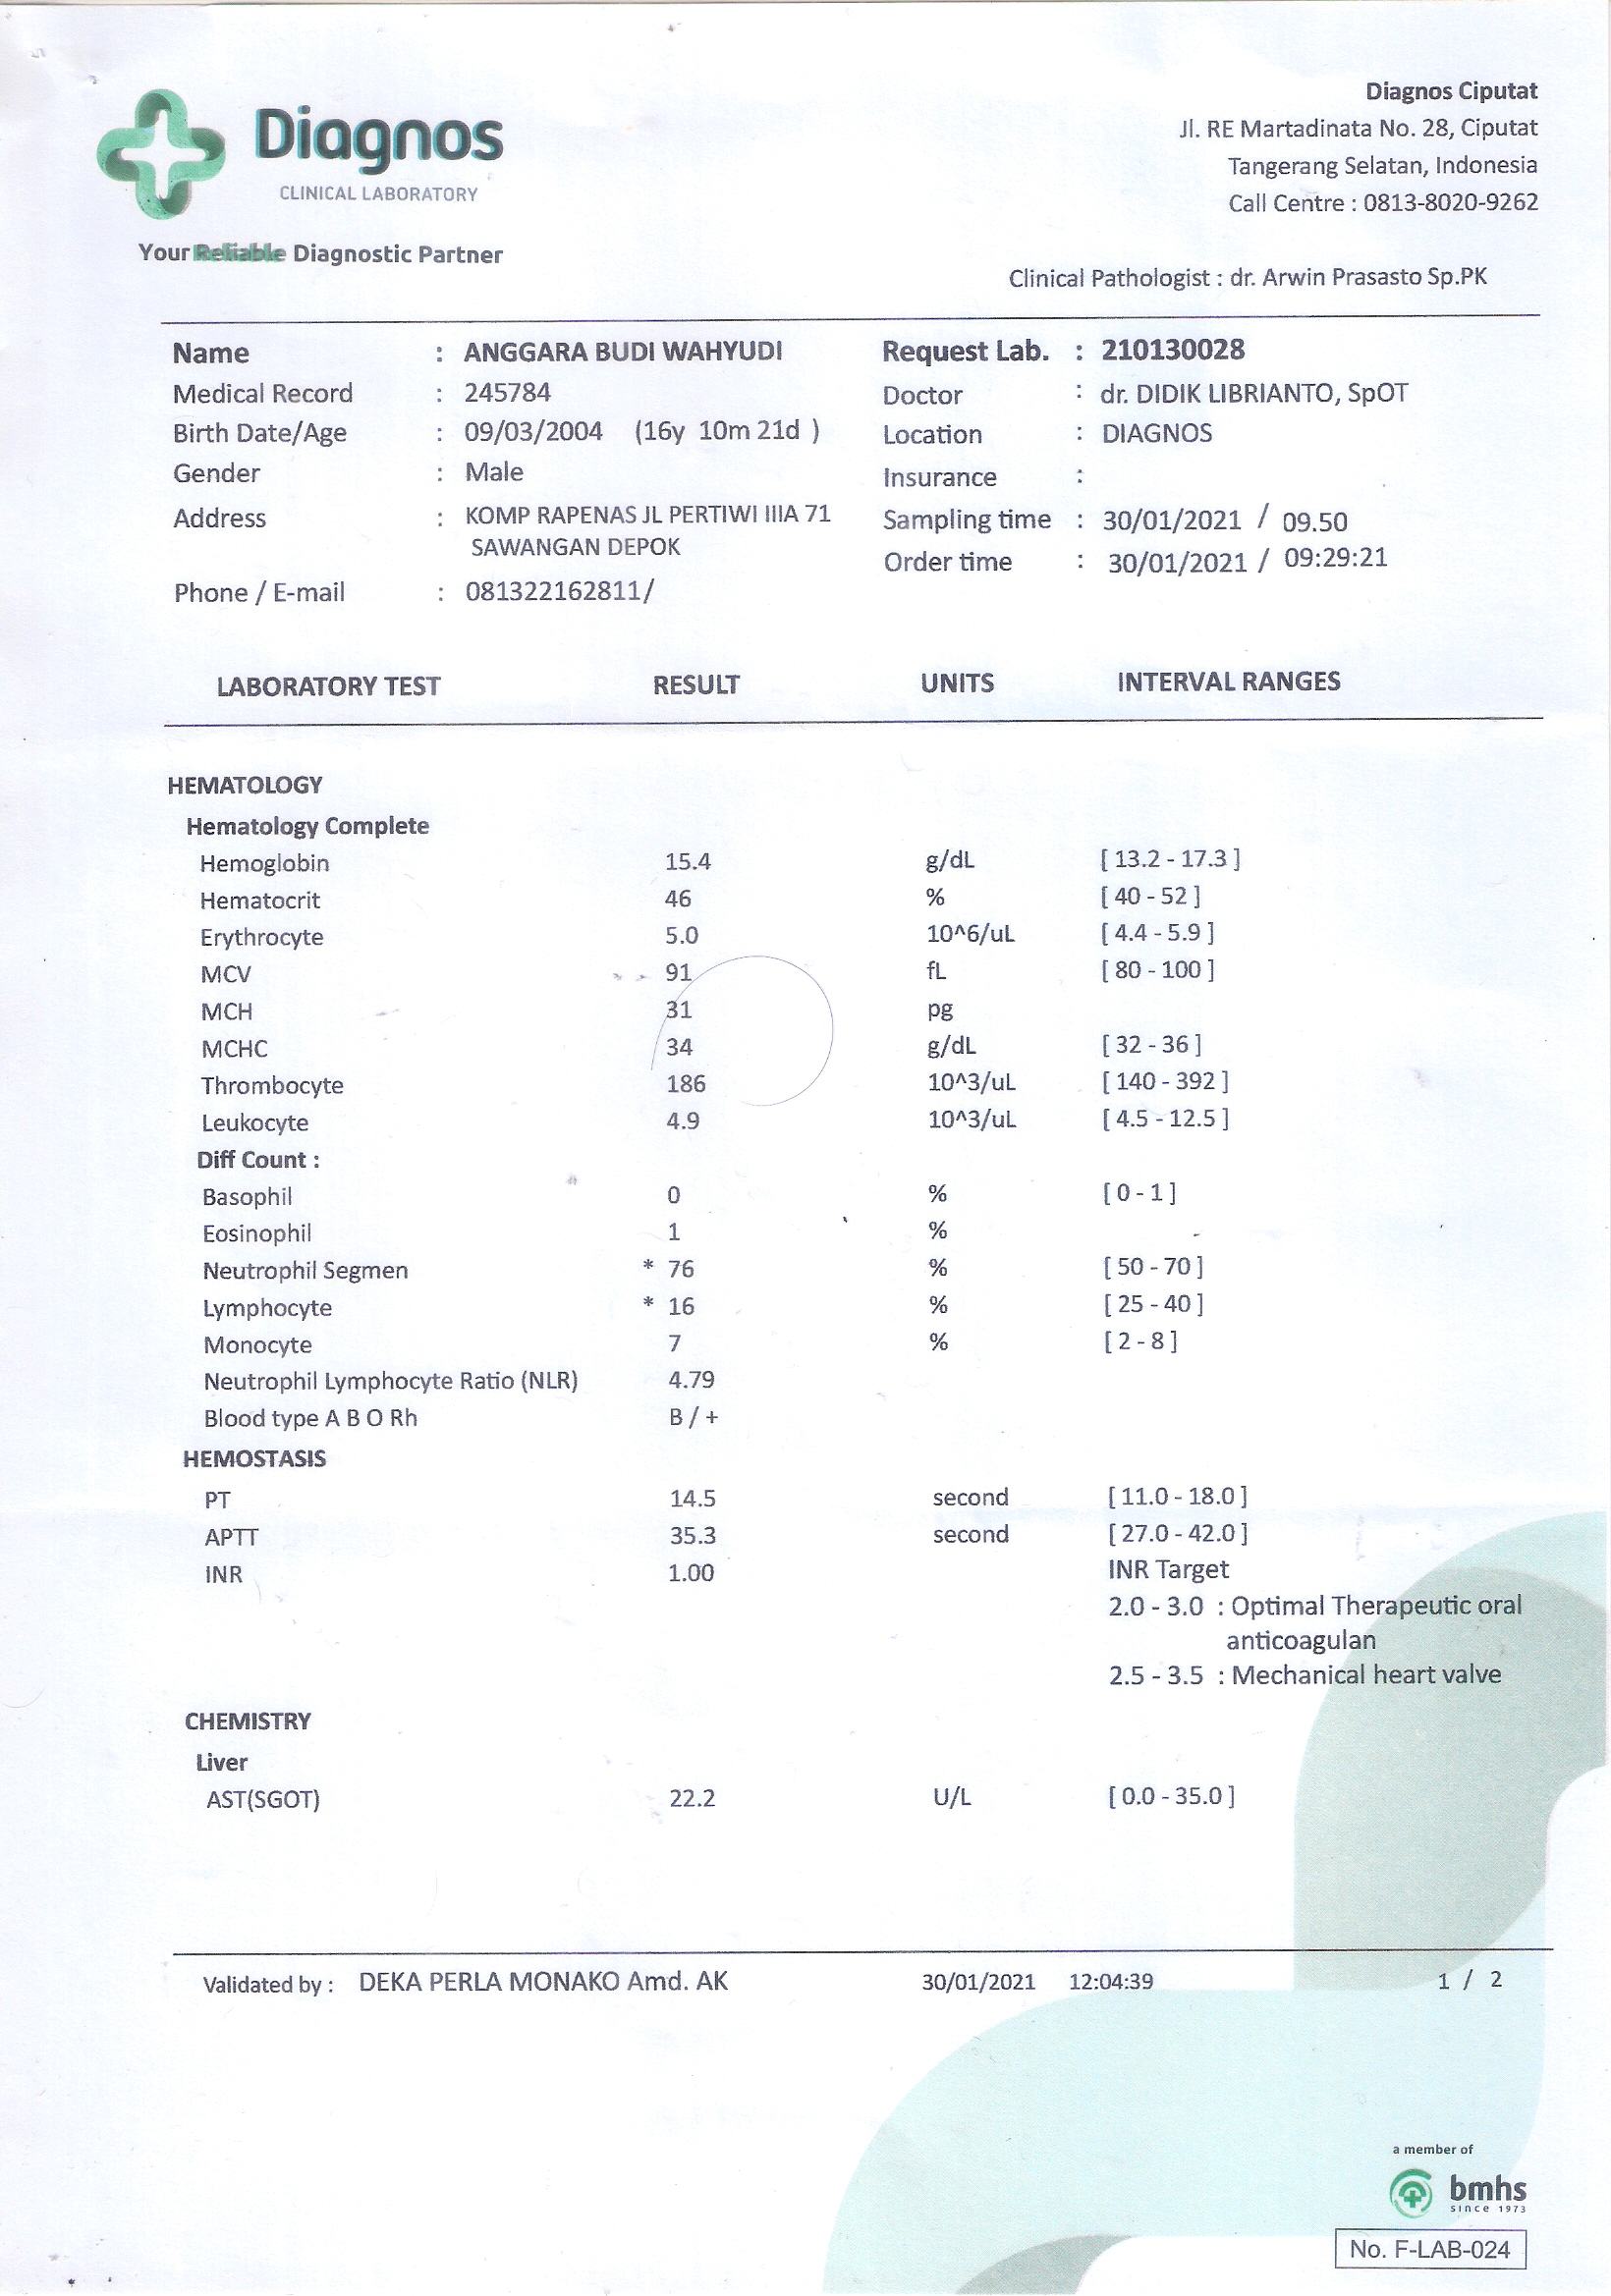 Diagnos
CLINICAL LABORATORY
Your Reliable Diagnostic Partner
Diagnos Ciputat
Jl. RE Martadinata No. 28, Ciputat
Tangerang Selatan, Indonesia
Call Centre : 0813-8020-9262
Clinical Pathologist : dr. Arwin Prasasto Sp.PK
Name : ANGGARA BUDI WAHYUDI Request Lab. : 210130028
Medical Record : 245784 Doctor : dr. DIDIK LIBRIANTO, SpOT
Birth Date/Age : 09/03/2004 (16y 10m 21d ) Location : DIAGNOS
Gender : Male Insurance :
Address : KOMP RAPENAS JL PERTIWI IIIA 71 Sampling time : 30/01/2021 / 09.50
SAWANGAN DEPOK Order time : 30/01/2021 / 09:29:21
Phone / E-mail : 081322162811/
LABORATORY TEST RESULT UNITS INTERVAL RANGES
HEMATOLOGY
Hematology Complete
Hemoglobin 15.4 g/dL [ 13.2 - 17.3 ]
Hematocrit 46 % [ 40 - 52 ]
Erythrocyte 5.0 10^6/uL [ 4.4 - 5.9 ]
MCV 91 fL [ 80 - 100 ]
MCH 31 pg
MCHC 34 g/dL [ 32 - 36 ]
Thrombocyte 186 10^3/uL [ 140 - 392 ]
Leukocyte 4.9 10^3/uL [ 4.5 - 12.5 ]
Diff Count :
Basophil 0 % [ 0 - 1 ]
Eosinophil 1 %
Neutrophil Segmen * 76 % [ 50 - 70 ]
Lymphocyte * 16 % [ 25 - 40 ]
Monocyte 7 % [ 2 - 8 ]
Neutrophil Lymphocyte Ratio (NLR) 4.79
Blood type A B O Rh B / +
HEMOSTASIS
PT 14.5 second [ 11.0 - 18.0 ]
APTT 35.3 second [ 27.0 - 42.0 ]
INR 1.00 INR Target
2.0 - 3.0 : Optimal Therapeutic oral
anticoagulan
2.5 - 3.5 : Mechanical heart valve
CHEMISTRY
Liver
AST(SGOT) 22.2 U/L [ 0.0 - 35.0 ]
Validated by : DEKA PERLA MONAKO Amd. AK 30/01/2021 12:04:39 1 / 2
a member of
bmhs
since 1973
No. F-LAB-024